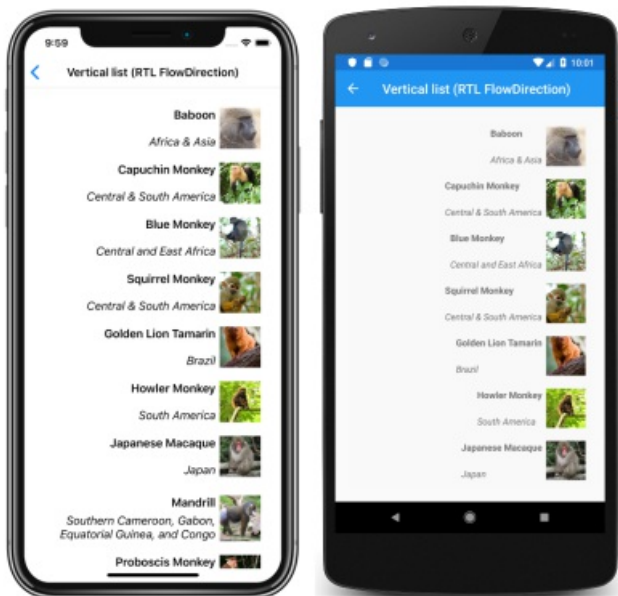 9:59
Vertical list (RTL FlowDirection)
Baboon
Africa & Asia
Capuchin Monkey
Central & South America
Blue Monkey
Central and East Africa
Squirrel Monkey
Central & South America
Golden Lion Tamarin
Brazil
Howler Monkey
South America
Japanese Macaque
Japan
Mandrill
Southern Cameroon, Gabon,
Equatorial Guinea, and Congo
Proboscis Monkey
10:01
Vertical list (RTL FlowDirection)
Baboon
Africa & Asia
Capuchin Monkey
Central & South America
Blue Monkey
Central and East Africa
Squirrel Monkey
Central & South America
Golden Lion Tamarin
Brazil
Howler Monkey
South America
Japanese Macaque
Japan